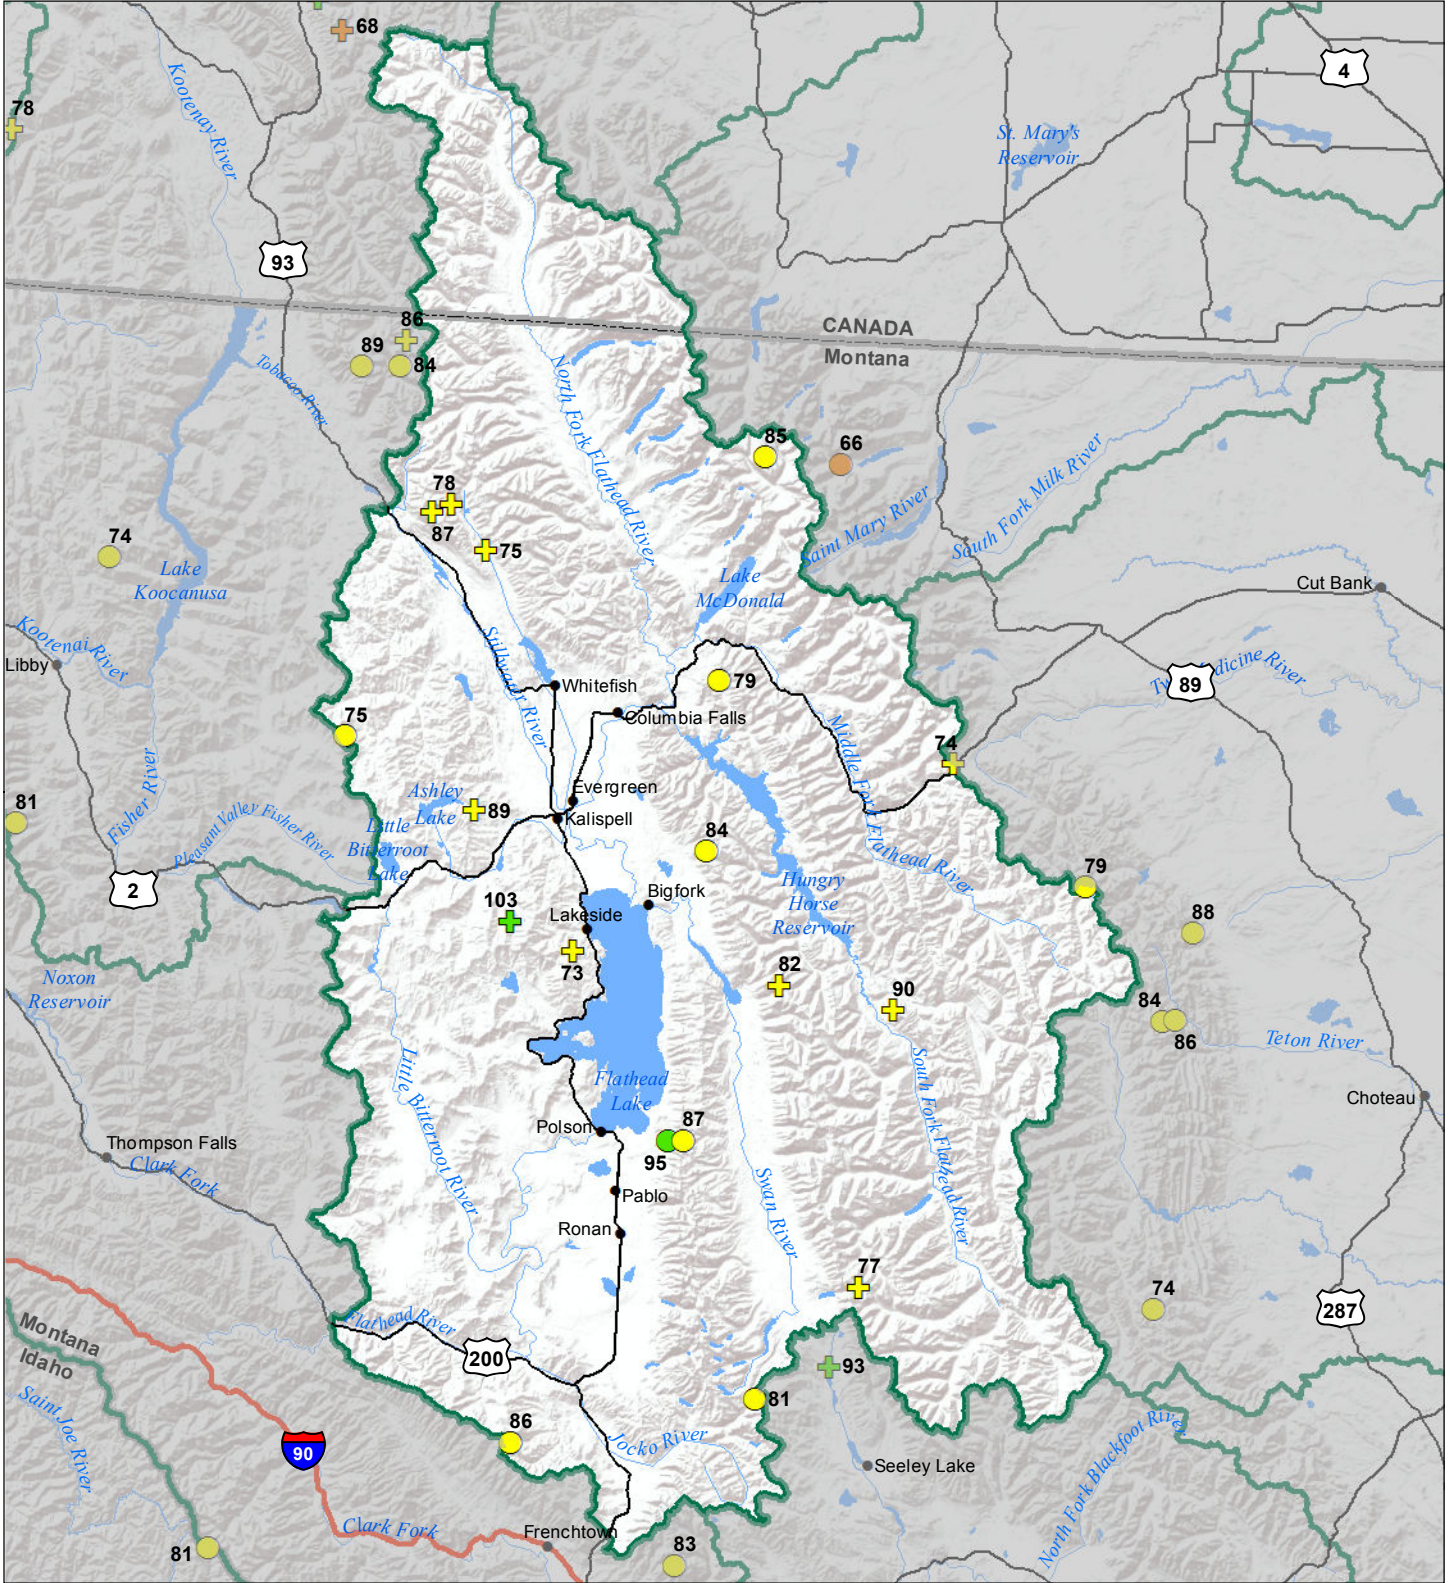 68
4
Kootenay River
78
St. Mary's
Reservoir
93
CANADA
Montana
86
89
84
Tobacco River
North Fork Flathead River
85
66
78
87
75
Saint Mary River
South Fork Milk River
74
Lake
Koocanusa
Lake
McDonald
Cut Bank
Kootenai River
Libby
Stillwater River
Whitefish
79
89
Two Medicine River
75
Columbia Falls
Middle Fork Flathead River
74
Fisher River
Ashley
Lake
89
Evergreen
Kalispell
81
Pleasant Valley Fisher River
Little
Bitterroot
Lake
84
79
2
Hungry
Horse
Reservoir
Bigfork
103
Lakeside
88
73
82
90
Noxon
Reservoir
84
86
Teton River
Little Bitterroot River
South Fork Flathead River
Flathead
Lake
Choteau
Polson
87
95
Thompson Falls
Clark Fork
Swan River
Pablo
Ronan
77
74
287
Flathead River
Montana
Idaho
200
93
81
Saint Joe River
86
Jocko River
90
Seeley Lake
North Fork Blackfoot River
Clark Fork
Frenchtown
81
83